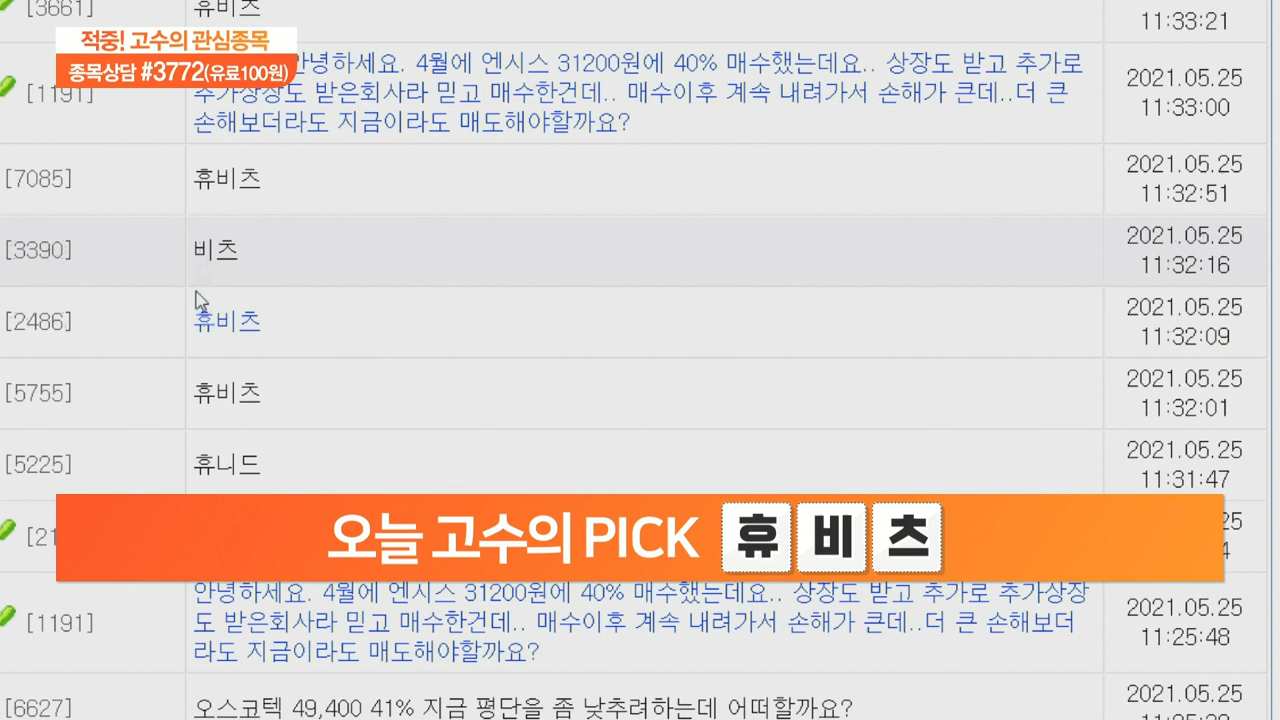 [3661]
휴비츠
11:33:21
적중! 고수의 관심종목
종목상담 #3772(유료100원)
[1191]
안녕하세요. 4월에 엔시스 31200원에 40% 매수했는데요.. 상장도 받고 추가로
추가상장도 받은회사라 믿고 매수한건데.. 매수이후 계속 내려가서 손해가 큰데..더 큰
손해보더라도 지금이라도 매도해야할까요?
2021.05.25
11:33:00
[7085]
휴비츠
2021.05.25
11:32:51
[3390]
비츠
2021.05.25
11:32:16
[2486]
휴비츠
2021.05.25
11:32:09
[5755]
휴비츠
2021.05.25
11:32:01
[5225]
휴니드
2021.05.25
11:31:47
오늘 고수의 PICK 휴비츠
[1191]
안녕하세요. 4월에 엔시스 31200원에 40% 매수했는데요.. 상장도 받고 추가로 추가상장
도 받은회사라 믿고 매수한건데.. 매수이후 계속 내려가서 손해가 큰데..더 큰 손해보더
라도 지금이라도 매도해야할까요?
2021.05.25
11:25:48
[6627]
오스코텍 49,400 41% 지금 평단을 좀 낮추려하는데 어떠할까요?
2021.05.25